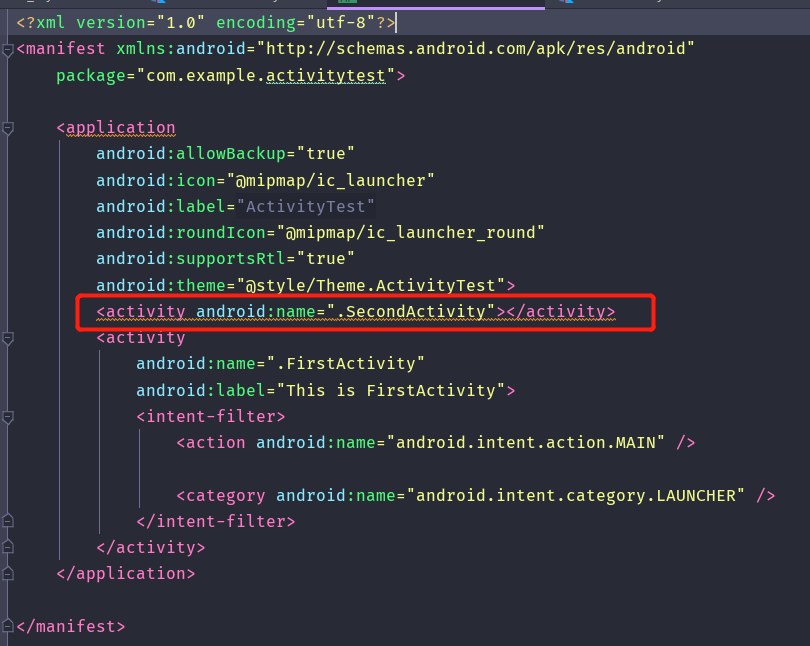 <?xml version="1.0" encoding="utf-8"?>
<manifest xmlns:android="http://schemas.android.com/apk/res/android"
    package="com.example.activitytest">

    <application
        android:allowBackup="true"
        android:icon="@mipmap/ic_launcher"
        android:label="ActivityTest"
        android:roundIcon="@mipmap/ic_launcher_round"
        android:supportsRtl="true"
        android:theme="@style/Theme.ActivityTest">
        <activity android:name=".SecondActivity"></activity>
        <activity
            android:name=".FirstActivity"
            android:label="This is FirstActivity">
            <intent-filter>
                <action android:name="android.intent.action.MAIN" />

                <category android:name="android.intent.category.LAUNCHER" />
            </intent-filter>
        </activity>
    </application>

</manifest>